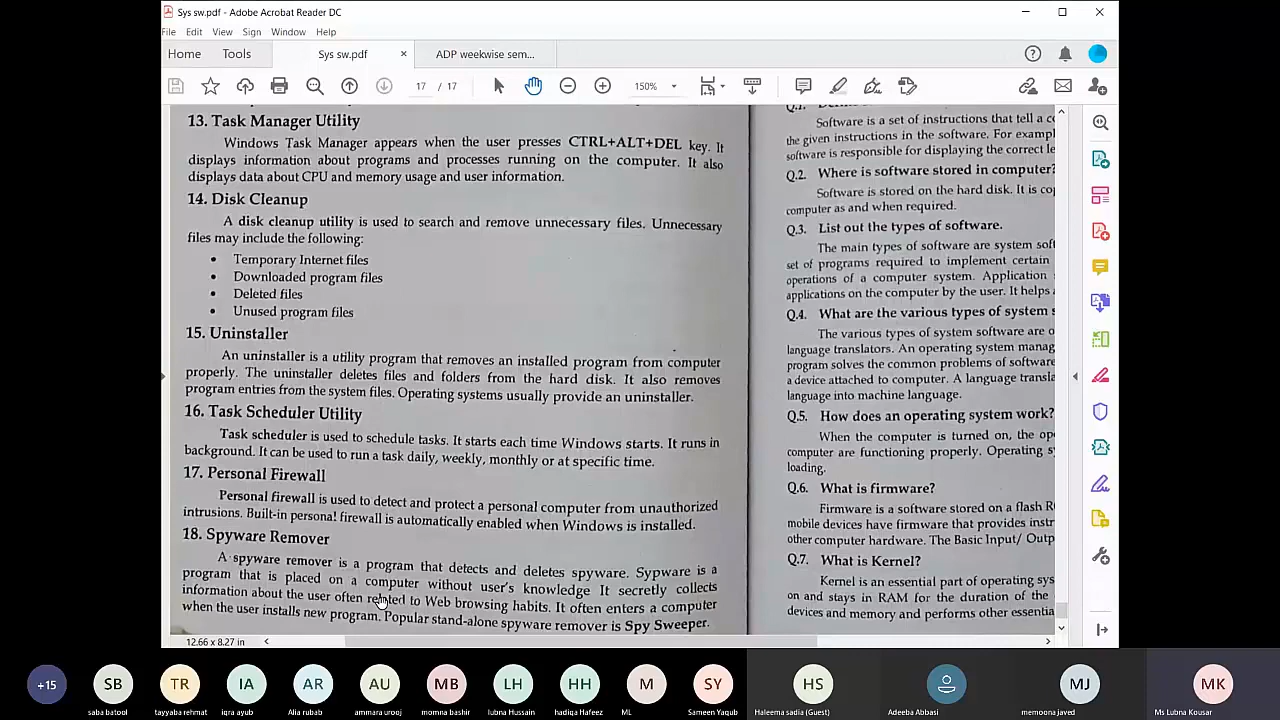 Sys sw.pdf - Adobe Acrobat Reader DC
File Edit View Sign Window Help
Home Tools Sys sw.pdf × ADP weekwise sem...
17 / 17 150%
13. Task Manager Utility
Windows Task Manager appears when the user presses CTRL+ALT+DEL key. It
displays information about programs and processes running on the computer. It also
displays data about CPU and memory usage and user information.
14. Disk Cleanup
A disk cleanup utility is used to search and remove unnecessary files. Unnecessary
files may include the following:
• Temporary Internet files
• Downloaded program files
• Deleted files
• Unused program files
15. Uninstaller
An uninstaller is a utility program that removes an installed program from computer
properly. The uninstaller deletes files and folders from the hard disk. It also removes
program entries from the system files. Operating systems usually provide an uninstaller.
16. Task Scheduler Utility
Task scheduler is used to schedule tasks. It starts each time Windows starts. It runs in
background. It can be used to run a task daily, weekly, monthly or at specific time.
17. Personal Firewall
Personal firewall is used to detect and protect a personal computer from unauthorized
intrusions. Built-in personal firewall is automatically enabled when Windows is installed.
18. Spyware Remover
A spyware remover is a program that detects and deletes spyware. Sypware is a
program that is placed on a computer without user's knowledge It secretly collects
information about the user often related to Web browsing habits. It often enters a computer
when the user installs new program. Popular stand-alone spyware remover is Spy Sweeper.
Q.1.
Software is a set of instructions that tell a
the given instructions in the software. For
software is responsible for displaying the correct
Q.2. Where is software stored in computer?
Software is stored on the hard disk. It is
computer as and when required.
Q.3. List out the types of software.
The main types of software are system
set of programs required to implement certain
operations of a computer system. Application
applications on the computer by the user. It helps
Q.4. What are the various types of system
The various types of system software are
language translators. An operating system
program solves the common problems of software
a device attached to computer. A language
language into machine language.
Q.5. How does an operating system work?
When the computer is turned on, the
computer are functioning properly. Operating
loading.
Q.6. What is firmware?
Firmware is a software stored on a flash
mobile devices have firmware that provides
other computer hardware. The Basic Input/
Q.7. What is Kernel?
Kernel is an essential part of operating
on and stays in RAM for the duration of the
devices and memory and performs other
12.66 x 8.27 in
+15 SB TR IA AR AU MB LH HH M SY HS MJ MK
saba batool tayyaba rehmat iqra ayub Alia rubab ammara urooj momna bashir lubna Hussain hadiqa Hafeez ML Sameen Yaqub Haleema sadia (Guest) Adeeba Abbasi memoona javed Ms Lubna Kousar